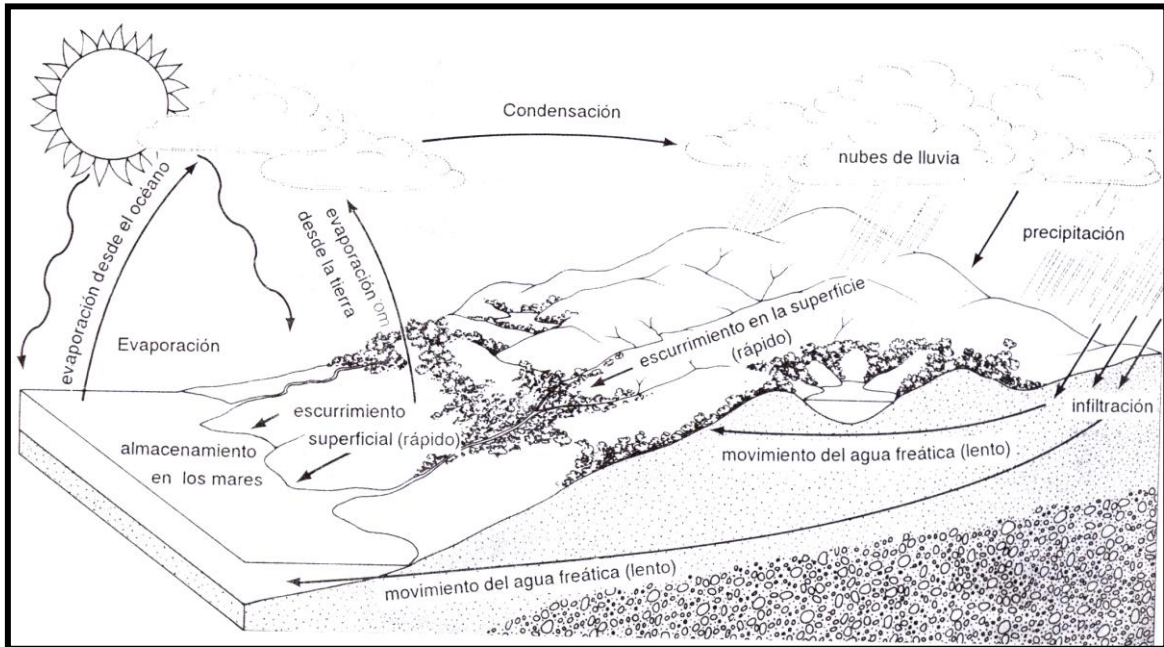 Condensación
nubes de lluvia
precipitación
evaporación desde el océano
evaporación om
desde la tierra
Evaporación
escurrimiento en la superficie
(rápido)
escurrimiento
superficial (rápido)
almacenamiento
en los mares
infiltración
movimiento del agua freática (lento)
movimiento del agua freática (lento)